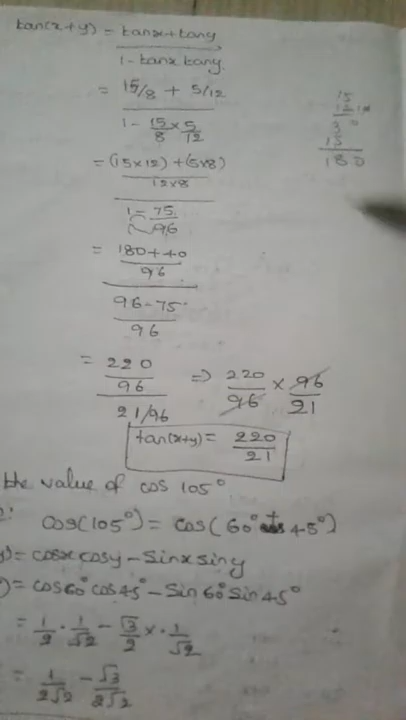 tan(x+y) = tanx+tany
1-tanx tany.
= 15/8 + 5/12
1 - 15/8 × 5/12
15
12
30
15
180
= (15×12) + (5×8)
12×8
1 - 75/96
= 180+40
96
96-75
96
= 220/96 ⇒ 220/96 × 96/21
21/96
tan(x+y) = 220/21
the value of cos 105°
cos(105°) = cos(60° + 45°)
y) = cosx cosy - sinx siny
) = cos60° cos45° - Sin60° Sin45°
= 1/2 · 1/√2 - √3/2 × · 1/√2
= 1/2√2 - √3/2√2